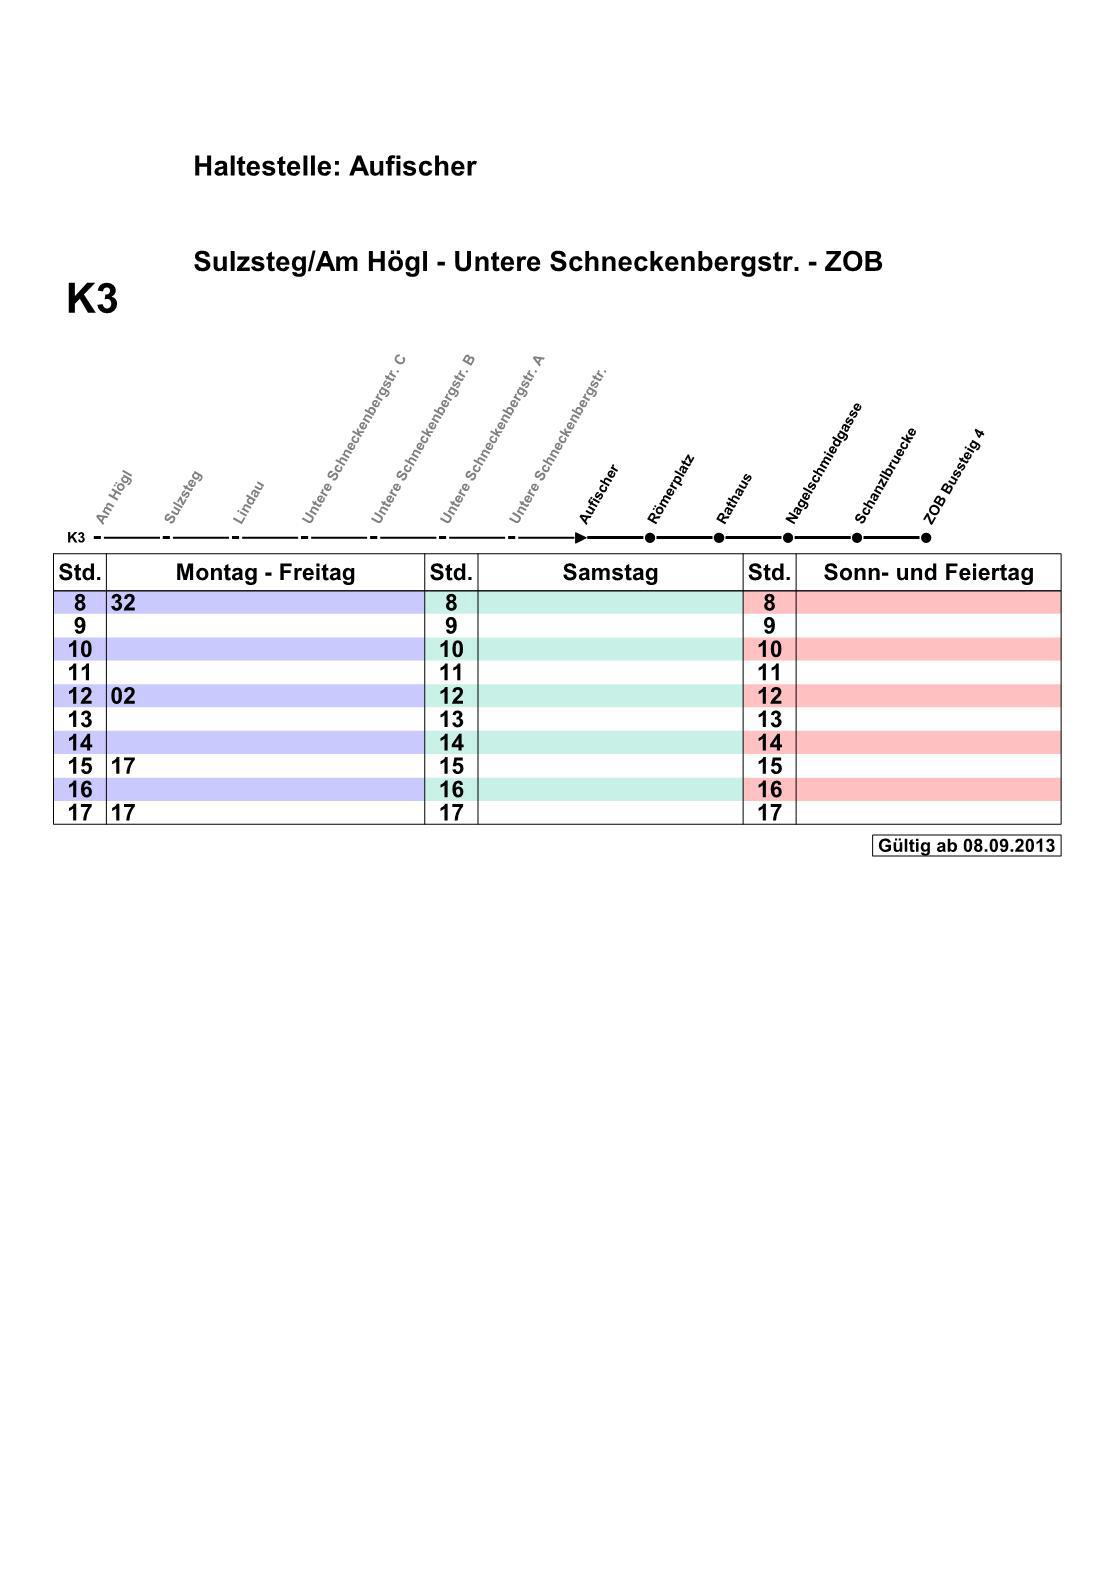 Haltestelle: Aufischer
Sulzsteg/Am Högl - Untere Schneckenbergstr. - ZOB
K3
Am Högl
Sulzsteg
Lindau
Untere Schneckenbergstr. C
Untere Schneckenbergstr. B
Untere Schneckenbergstr. A
Untere Schneckenbergstr.
Aufischer
Römerplatz
Rathaus
Nagelschmiedgasse
Schanzlbruecke
ZOB Bussteig 4
K3
Std. Montag - Freitag Std. Samstag Std. Sonn- und Feiertag
8 32 8 8
9 9 9
10 10 10
11 11 11
12 02 12 12
13 13 13
14 14 14
15 17 15 15
16 16 16
17 17 17 17
Gültig ab 08.09.2013